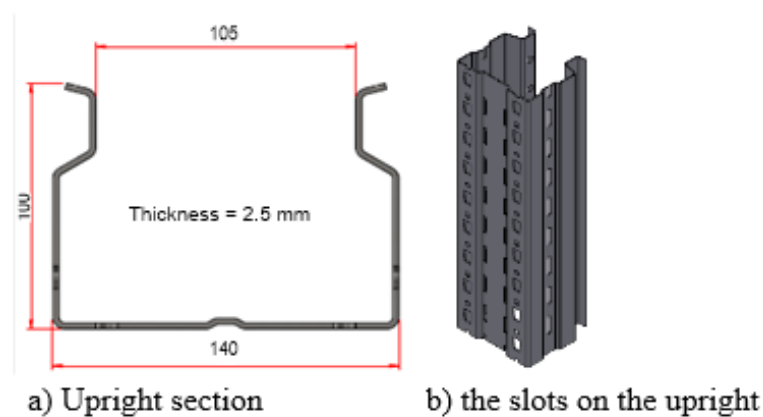 105
100
Thickness = 2.5 mm
140
a) Upright section
b) the slots on the upright